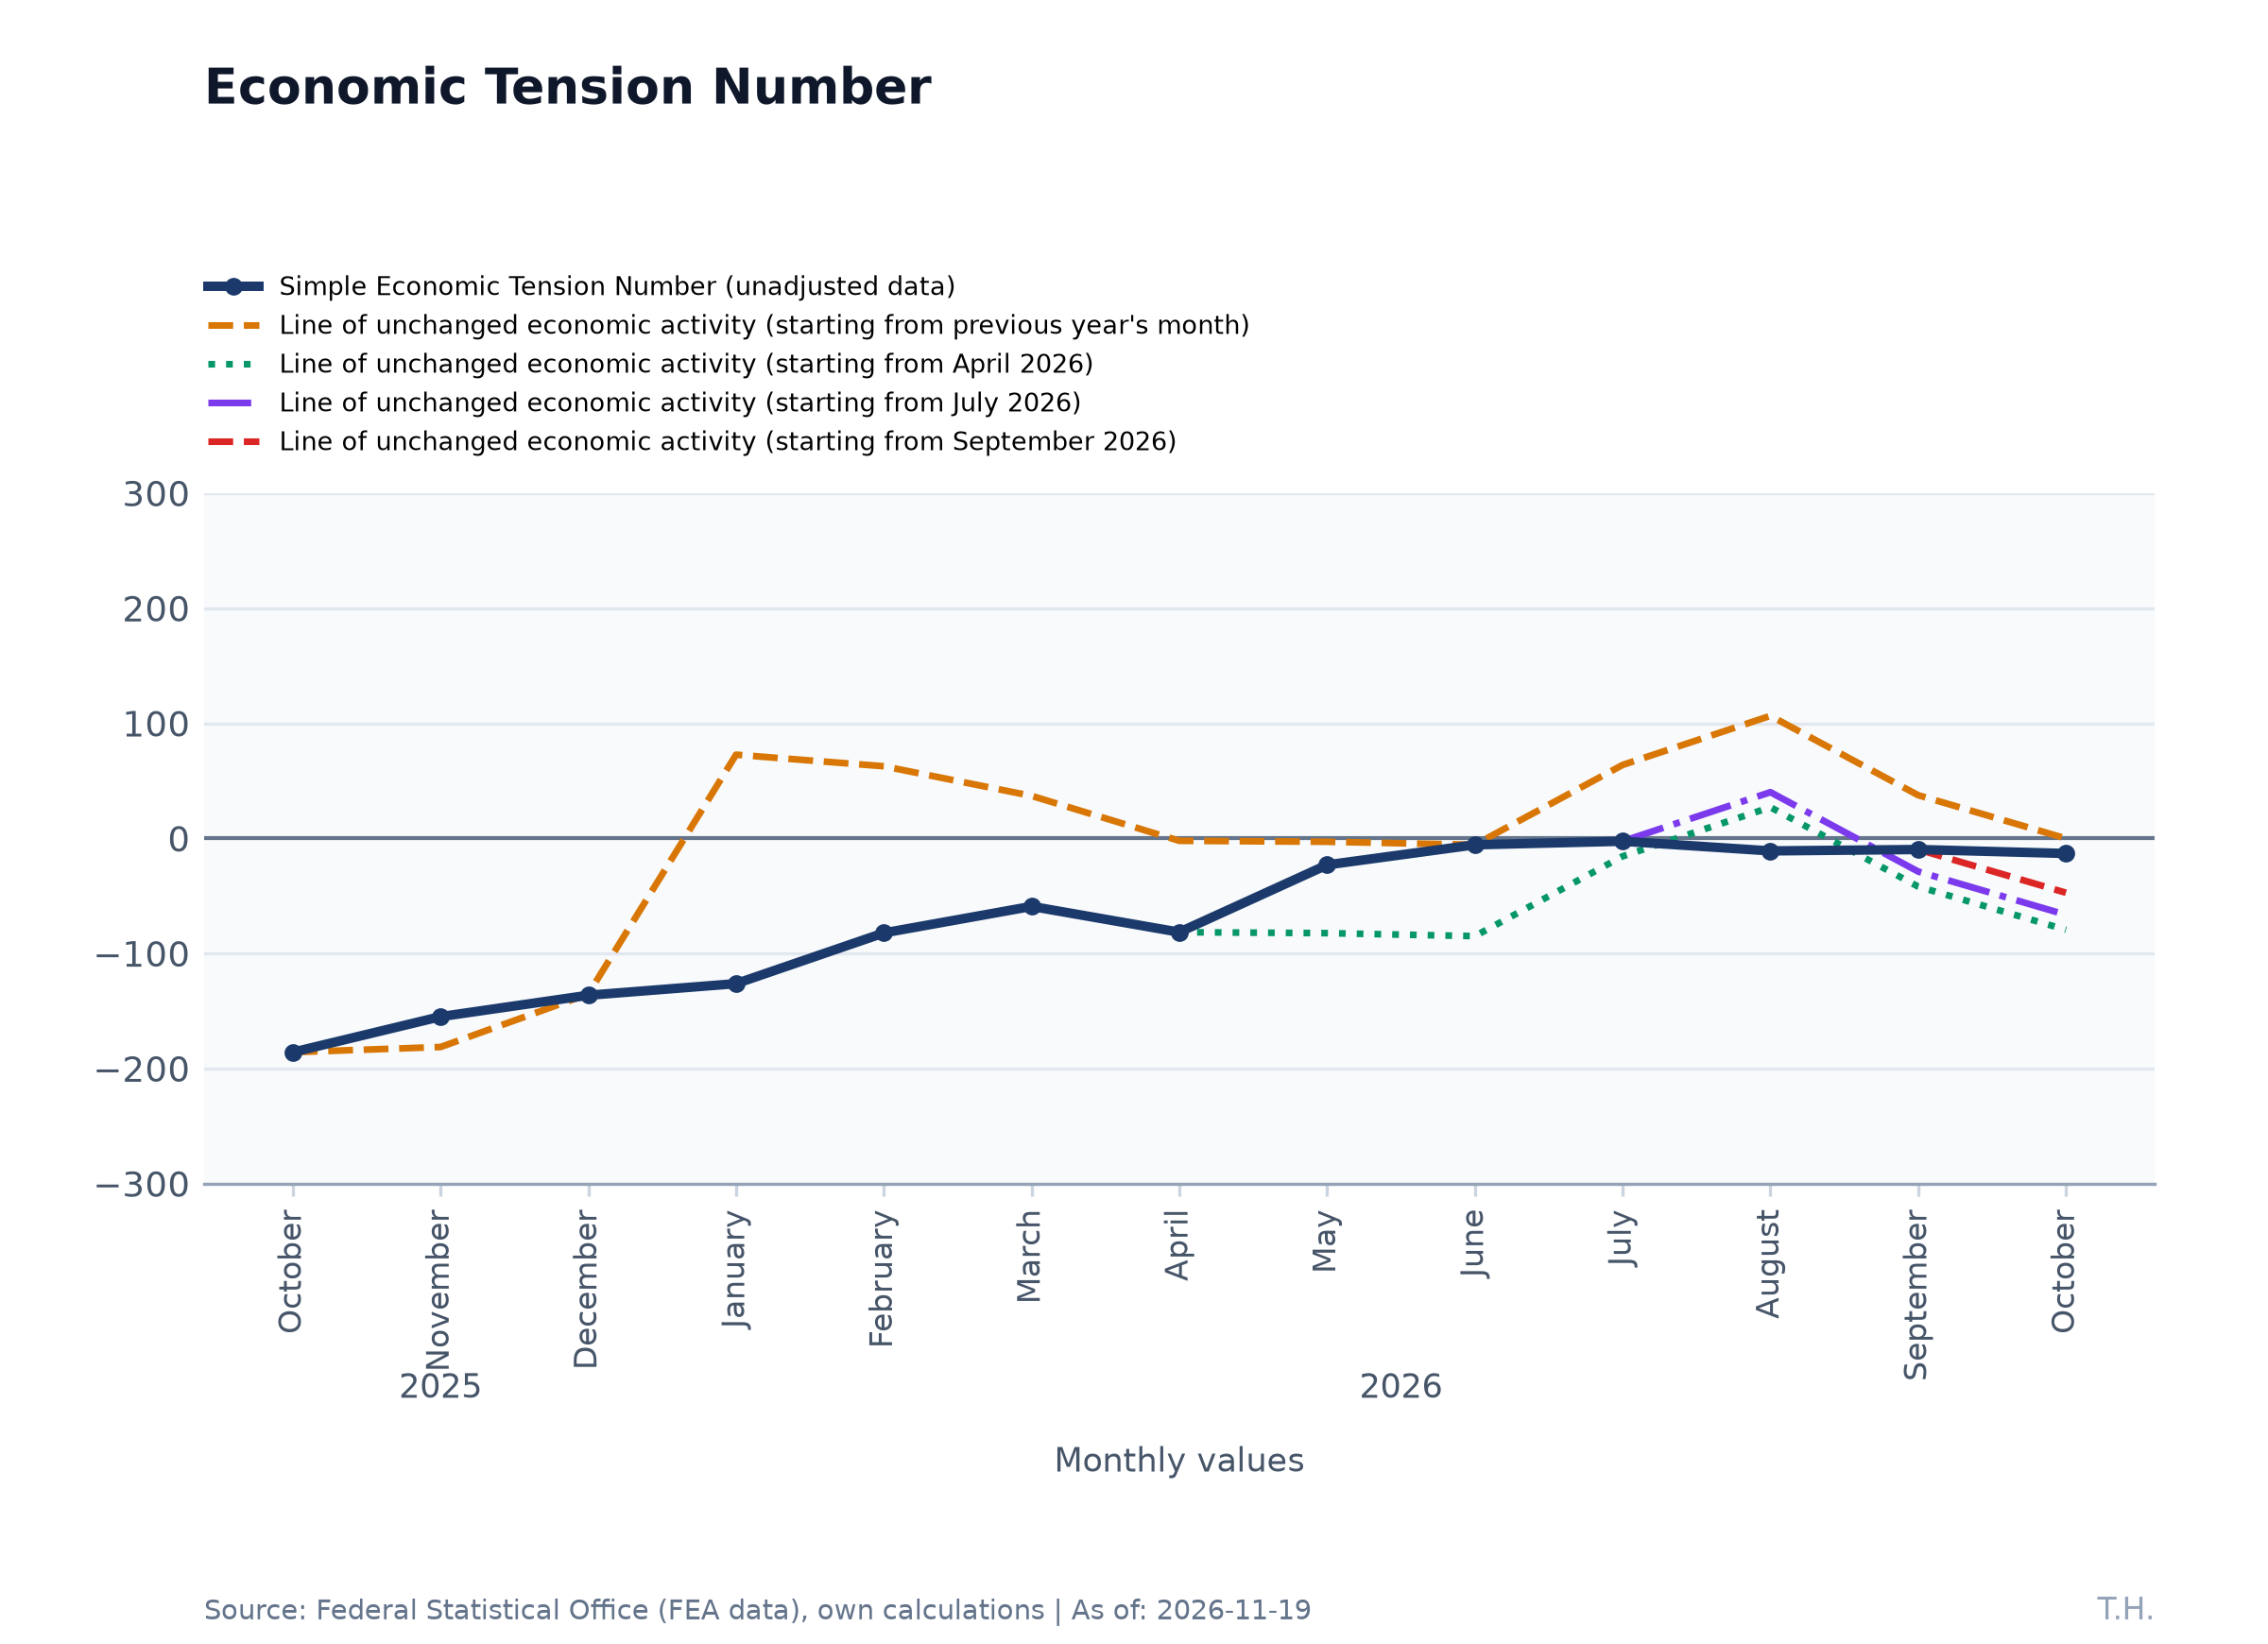 Economic Tension Number
Simple Economic Tension Number (unadjusted data)
Line of unchanged economic activity (starting from previous year's month)
Line of unchanged economic activity (starting from April 2026)
Line of unchanged economic activity (starting from July 2026)
Line of unchanged economic activity (starting from September 2026)
300
200
100
0
−100
−200
−300
October
November
December
January
February
March
April
May
June
July
August
September
October
2025
2026
Monthly values
Source: Federal Statistical Office (FEA data), own calculations | As of: 2026-11-19
T.H.